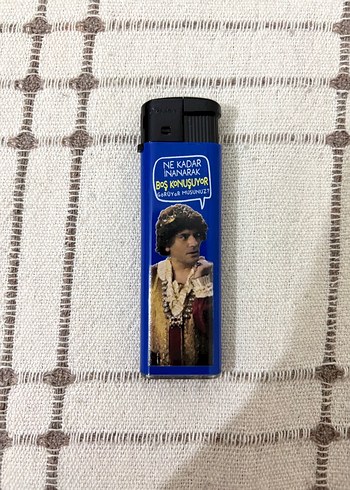 NE KADAR
İNANARAK
BOŞ KONUŞUYOR
GÖRÜYOR MUSUNUZ?